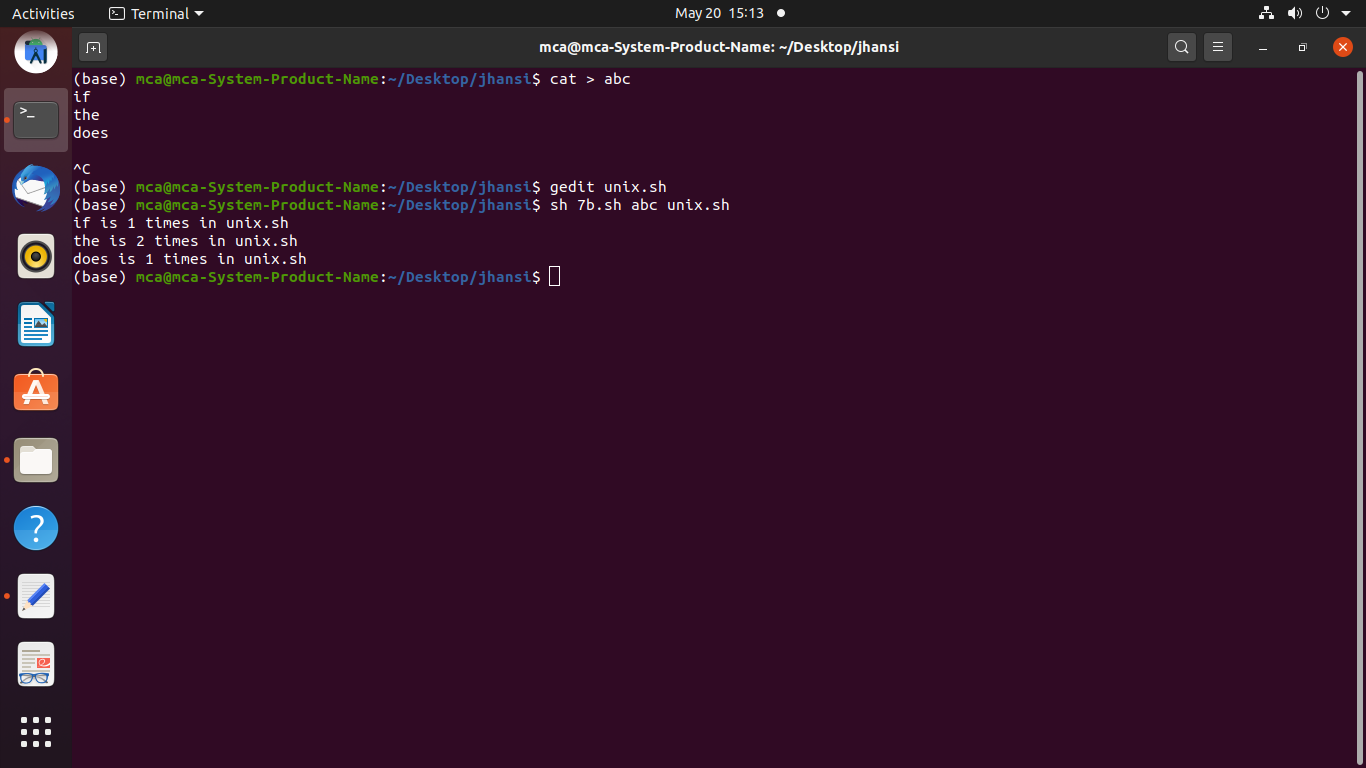 Activities Terminal May 20 15:13
mca@mca-System-Product-Name: ~/Desktop/jhansi
(base) mca@mca-System-Product-Name:~/Desktop/jhansi$ cat > abc
if
the
does
^C
(base) mca@mca-System-Product-Name:~/Desktop/jhansi$ gedit unix.sh
(base) mca@mca-System-Product-Name:~/Desktop/jhansi$ sh 7b.sh abc unix.sh
if is 1 times in unix.sh
the is 2 times in unix.sh
does is 1 times in unix.sh
(base) mca@mca-System-Product-Name:~/Desktop/jhansi$